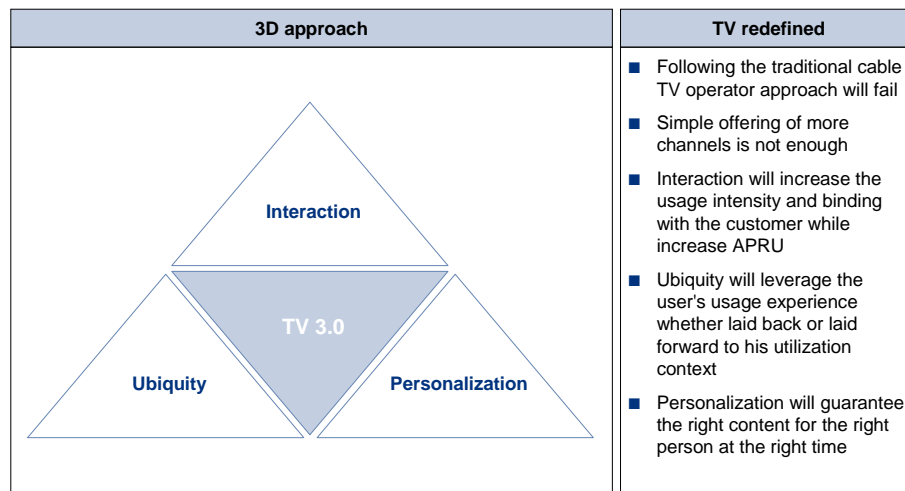 3D approach
Interaction
TV 3.0
Ubiquity
Personalization
TV redefined
Following the traditional cable
TV operator approach will fail
Simple offering of more
channels is not enough
Interaction will increase the
usage intensity and binding
with the customer while
increase APRU
Ubiquity will leverage the
user's usage experience
whether laid back or laid
forward to his utilization
context
Personalization will guarantee
the right content for the right
person at the right time